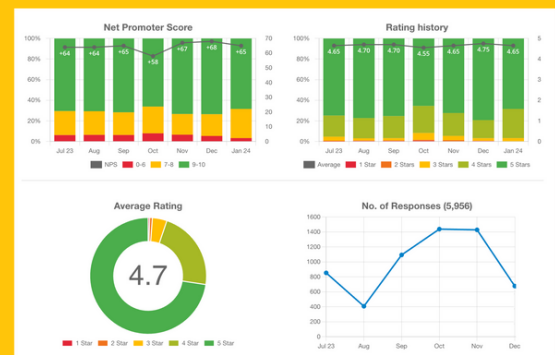 Net Promoter Score
100% 80% 60% 40% 20% 0%
70 60 50 40 30 20 10 0
+64 +64 +65 +58 +67 +68 +65
Jul 23 Aug Sep Oct Nov Dec Jan 24
NPS 0-6 7-8 9-10
Rating history
100% 80% 60% 40% 20% 0%
5 4 3 2 1 0
4.65 4.70 4.70 4.55 4.65 4.75 4.65
Jul 23 Aug Sep Oct Nov Dec Jan 24
Average 1 Star 2 Stars 3 Stars 4 Stars 5 Stars
Average Rating
4.7
1 Star 2 Star 3 Star 4 Star 5 Star
No. of Responses (5,956)
1600
1400
1200
1000
800
600
400
200
0
Jul 23 Aug Sep Oct Nov Dec